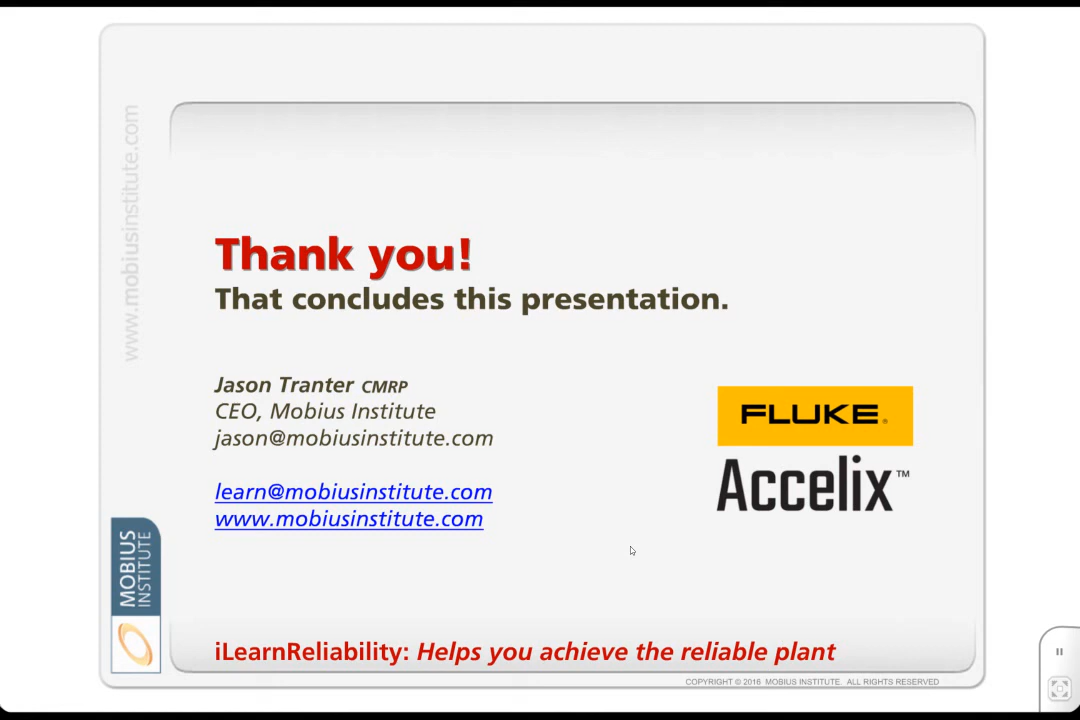 www.mobiusinstitute.com
Thank you!
That concludes this presentation.
Jason Tranter CMRP
CEO, Mobius Institute
jason@mobiusinstitute.com
learn@mobiusinstitute.com
www.mobiusinstitute.com
FLUKE®
Accelix™
MOBIUS
INSTITUTE
iLearnReliability: Helps you achieve the reliable plant
COPYRIGHT © 2016 MOBIUS INSTITUTE. ALL RIGHTS RESERVED